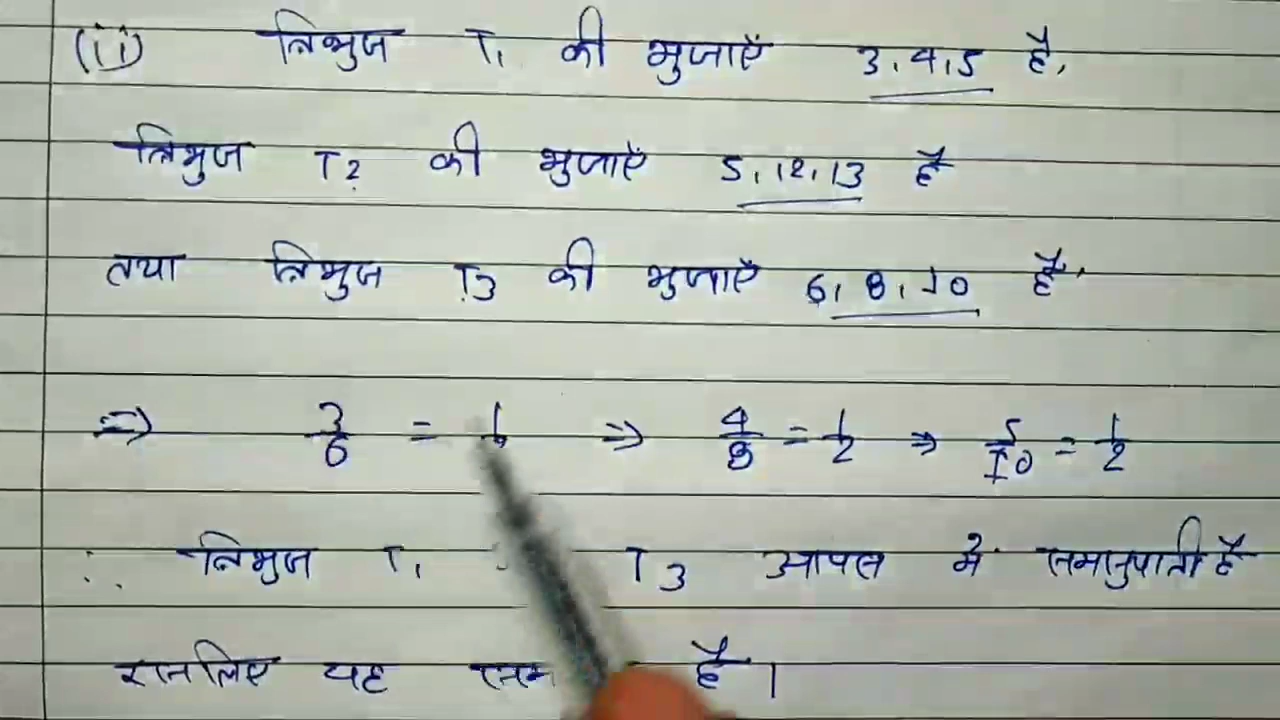 (ii) त्रिभुज T1 की भुजाएँ 3,4,5 है,
त्रिभुज T2 की भुजाएँ 5,12,13 है
तथा त्रिभुज T3 की भुजाएँ 6,8,10 है,
⇒ 3/6 = 1/ ⇒ 4/8 = 1/2 ⇒ 5/10 = 1/2
∴ त्रिभुज T1 T3 आपस में समानुपाती है
इसलिए यह है।